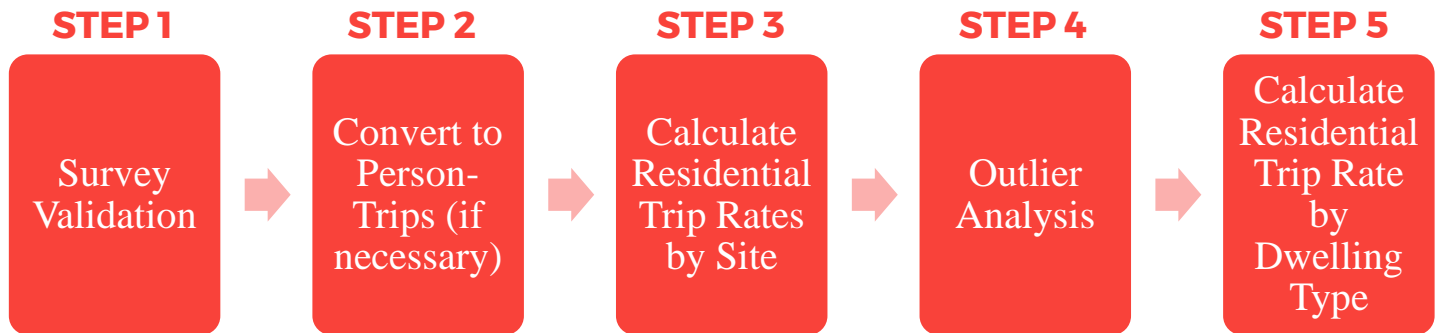 STEP 1
Survey
Validation
STEP 2
Convert to
Person-
Trips (if
necessary)
STEP 3
Calculate
Residential
Trip Rates
by Site
STEP 4
Outlier
Analysis
STEP 5
Calculate
Residential
Trip Rate
by
Dwelling
Type